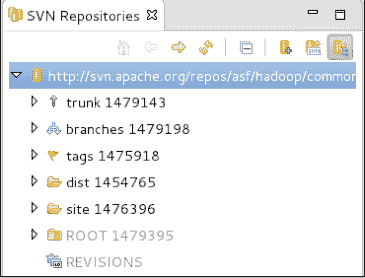 SVN Repositories
http://svn.apache.org/repos/asf/hadoop/common
trunk 1479143
branches 1479198
tags 1475918
dist 1454765
site 1476396
ROOT 1479395
REVISIONS